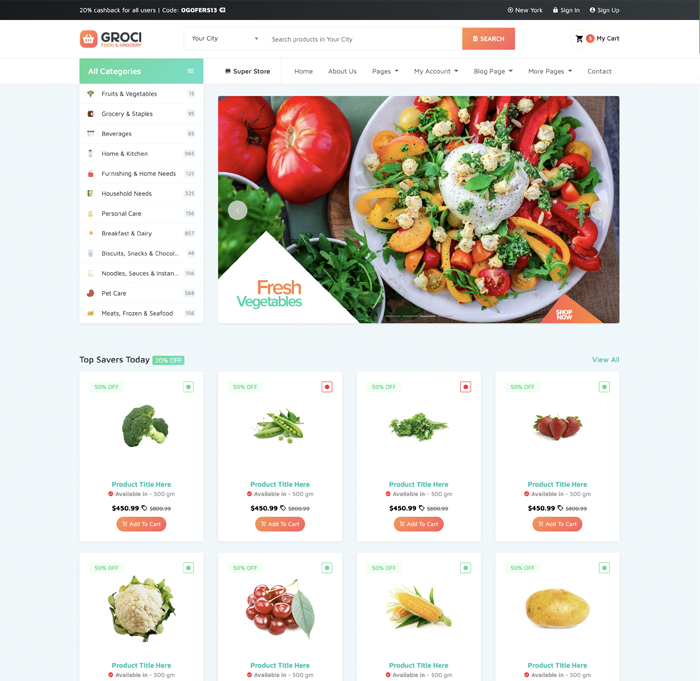 20% cashback for all users | Code: OGOFERS13
New York
Sign In
Sign Up
GROCI
FOOD & GROCERY
Your City
Search products in Your City
SEARCH
5 My Cart
All Categories
Super Store
Home
About Us
Pages
My Account
Blog Page
More Pages
Contact
Fruits & Vegetables 15
Grocery & Staples 95
Beverages 65
Home & Kitchen 965
Furnishing & Home Needs 125
Household Needs 325
Personal Care 156
Breakfast & Dairy 857
Biscuits, Snacks & Chocol... 48
Noodles, Sauces & Instan... 156
Pet Care 568
Meats, Frozen & Seafood 156
Fresh
Vegetables
SHOP
NOW
Top Savers Today 20% OFF
View All
50% OFF
Product Title Here
Available in - 500 gm
$450.99 $800.99
Add To Cart
50% OFF
Product Title Here
Available in - 500 gm
$450.99 $800.99
Add To Cart
50% OFF
Product Title Here
Available in - 500 gm
$450.99 $800.99
Add To Cart
50% OFF
Product Title Here
Available in - 500 gm
$450.99 $800.99
Add To Cart
50% OFF
Product Title Here
Available in - 500 gm
50% OFF
Product Title Here
Available in - 500 gm
50% OFF
Product Title Here
Available in - 500 gm
50% OFF
Product Title Here
Available in - 500 gm